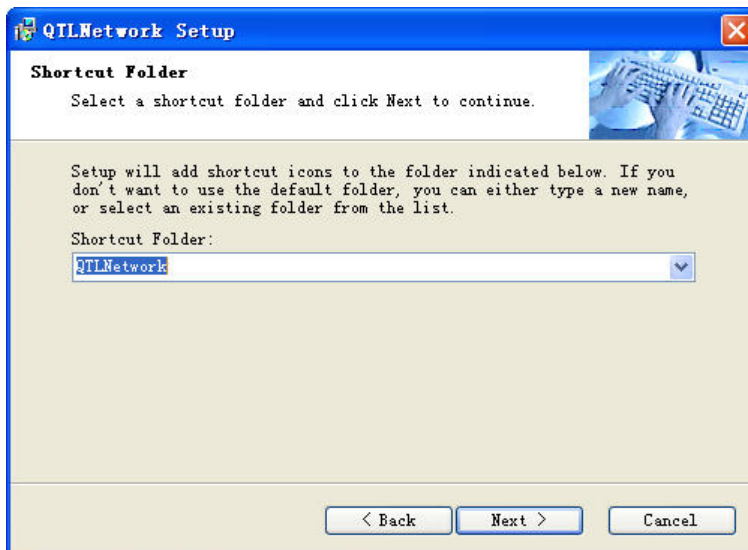 QTLNetwork Setup
Shortcut Folder
Select a shortcut folder and click Next to continue.
Setup will add shortcut icons to the folder indicated below. If you
don't want to use the default folder, you can either type a new name,
or select an existing folder from the list.
Shortcut Folder:
QTLNetwork
< Back
Next >
Cancel